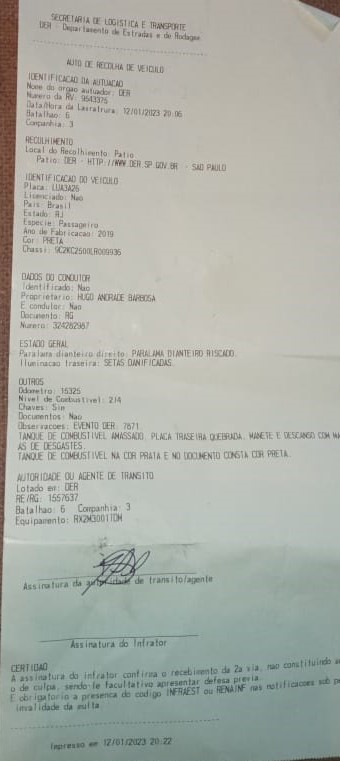 SECRETARIA DE LOGISTICA E TRANSPORTE
DER - Departamento de Estradas e de Rodagem
AUTO DE RECOLHA DE VEICULO
IDENTIFICACAO DA AUTUACAO
Nome do orgao autuador: DER
Numero da RV: 9543375
Data/Hora da Lavratura: 12/01/2023 20:06
Batalhao: 6
Companhia: 3
RECOLHIMENTO
Local do Recolhimento: Patio
Patio: DER - HTTP://WWW.DER.SP.GOV.BR - SAO PAULO
IDENTIFICACAO DO VEICULO
Placa: LUA3A26
Licenciado: Nao
Pais: Brasil
Estado: RJ
Especie: Passageiro
Ano de Fabricacao: 2019
Cor: PRETA
Chassi: 9C2KC2500LR009936
DADOS DO CONDUTOR
Identificado: Nao
Proprietario: HUGO ANDRADE BARBOSA
E condutor: Nao
Documento: RG
Numero: 324282987
ESTADO GERAL
Paralama dianteiro direito: PARALAMA DIANTEIRO RISCADO.
Iluminacao traseira: SETAS DANIFICADAS.
OUTROS
Odometro: 15325
Nivel de Combustivel: 2/4
Chaves: Sim
Documentos: Nao
Observacoes: EVENTO DER: 7871.
TANQUE DE COMBUSTIVEL AMASSADO. PLACA TRASEIRA QUEBRADA. MANETE E DESCANSO COM
AS DE DESGASTES.
TANQUE DE COMBUSTIVEL NA COR PRATA E NO DOCUMENTO CONSTA COR PRETA.
AUTORIDADE OU AGENTE DE TRANSITO
Lotado em: DER
RE/RG: 1557637
Batalhao: 6 Companhia: 3
Equipamento: RX2M3001TDM
Assinatura da autoridade de transito/agente
Assinatura do Infrator
CERTIDAO
A assinatura do infrator confirma o recebimento da 2a via, nao constituindo
o de culpa, sendo-lhe facultativo apresentar defesa previa.
E obrigatorio a presenca do codigo INFRAEST ou RENAINF nas notificacoes sob
invalidade da multa.
Impresso em 12/01/2023 20:22